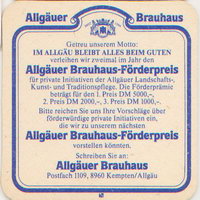 Allgäuer Brauhaus
Getreu unserem Motto:
IM ALLGÄU BLEIBT ALLES BEIM GUTEN
verleihen wir zweimal im Jahr den
Allgäuer Brauhaus-Förderpreis
für private Initiativen der Allgäuer Landschafts-,
Kunst- und Traditionspflege. Die Förderprämie
beträgt für den 1. Preis DM 5000,–,
2. Preis DM 2000,–, 3. Preis DM 1000,–.
Bitte reichen Sie uns Ihre Vorschläge über
förderwürdige private Initiativen ein,
die wir zu unserem nächsten
Allgäuer Brauhaus-Förderpreis
vorstellen könnten.
Schreiben Sie an:
Allgäuer Brauhaus
Postfach 1109, 8960 Kempten/Allgäu